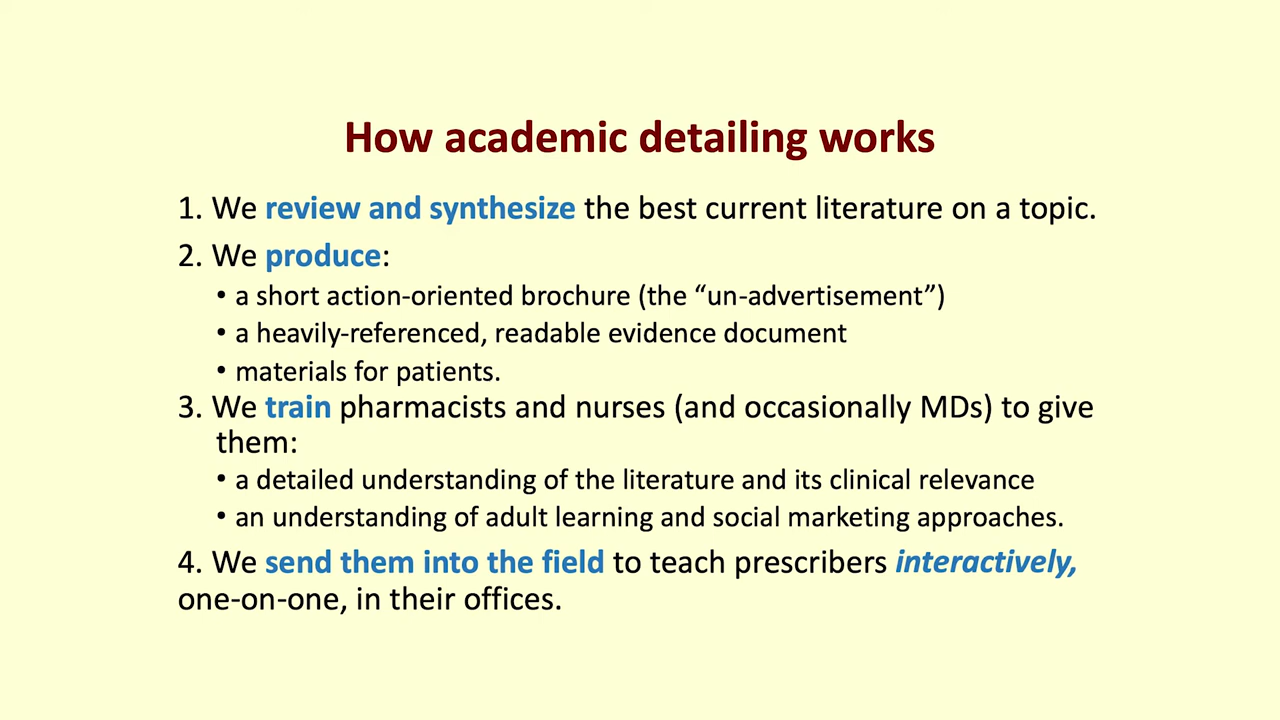 How academic detailing works
1. We review and synthesize the best current literature on a topic.
2. We produce:
• a short action-oriented brochure (the “un-advertisement”)
• a heavily-referenced, readable evidence document
• materials for patients.
3. We train pharmacists and nurses (and occasionally MDs) to give
them:
• a detailed understanding of the literature and its clinical relevance
• an understanding of adult learning and social marketing approaches.
4. We send them into the field to teach prescribers interactively,
one-on-one, in their offices.